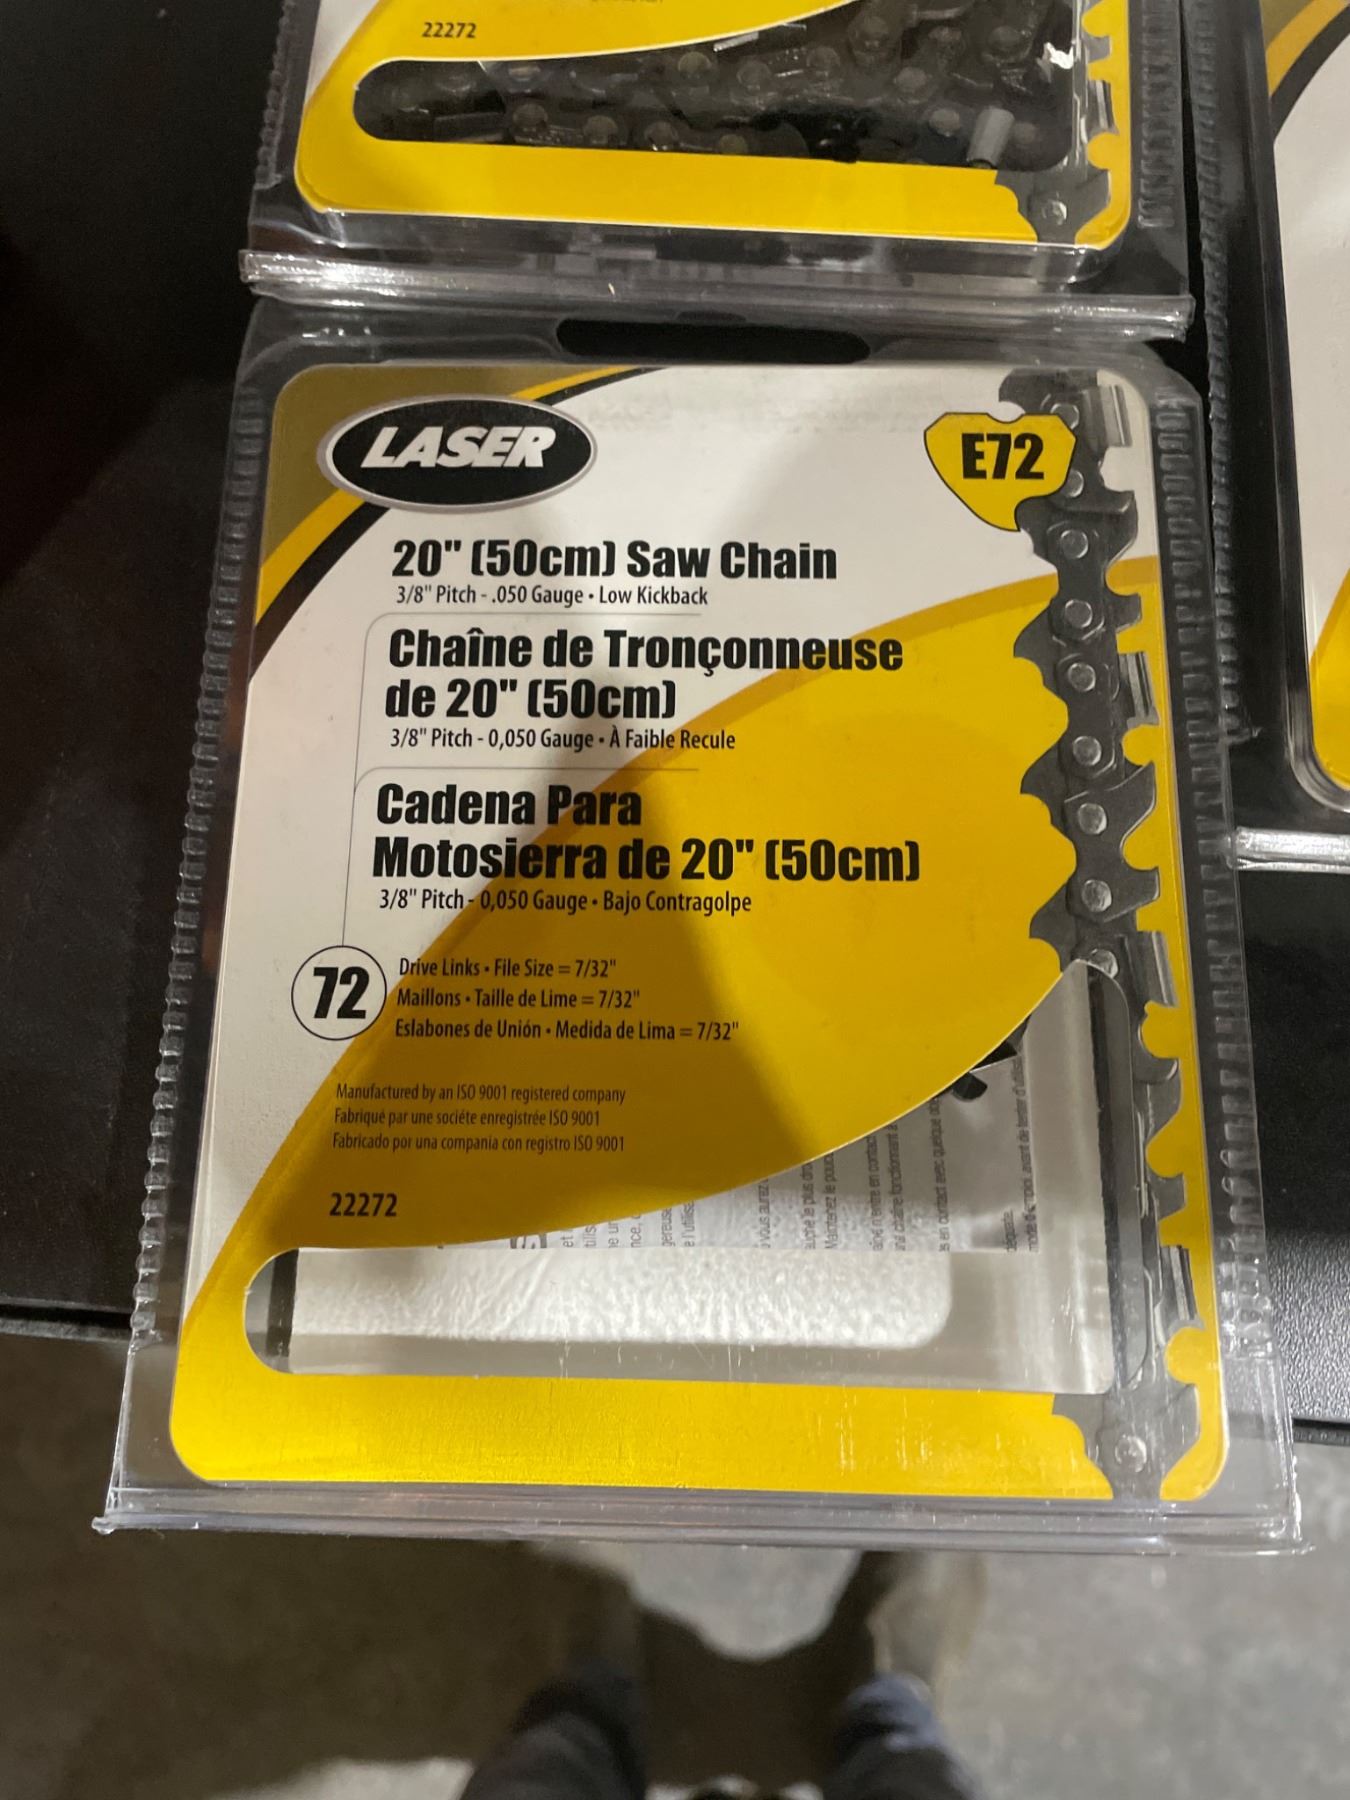 22272
LASER
E72
20" (50cm) Saw Chain
3/8" Pitch - .050 Gauge • Low Kickback
Chaîne de Tronçonneuse
de 20" (50cm)
3/8" Pitch - 0,050 Gauge • À Faible Recule
Cadena Para
Motosierra de 20" (50cm)
3/8" Pitch - 0,050 Gauge • Bajo Contragolpe
72
Drive Links • File Size = 7/32"
Maillons • Taille de Lime = 7/32"
Eslabones de Unión • Medida de Lima = 7/32"
Manufactured by an ISO 9001 registered company
Fabriqué par une sociéte enregistrée ISO 9001
Fabricado por una compania con registro ISO 9001
22272